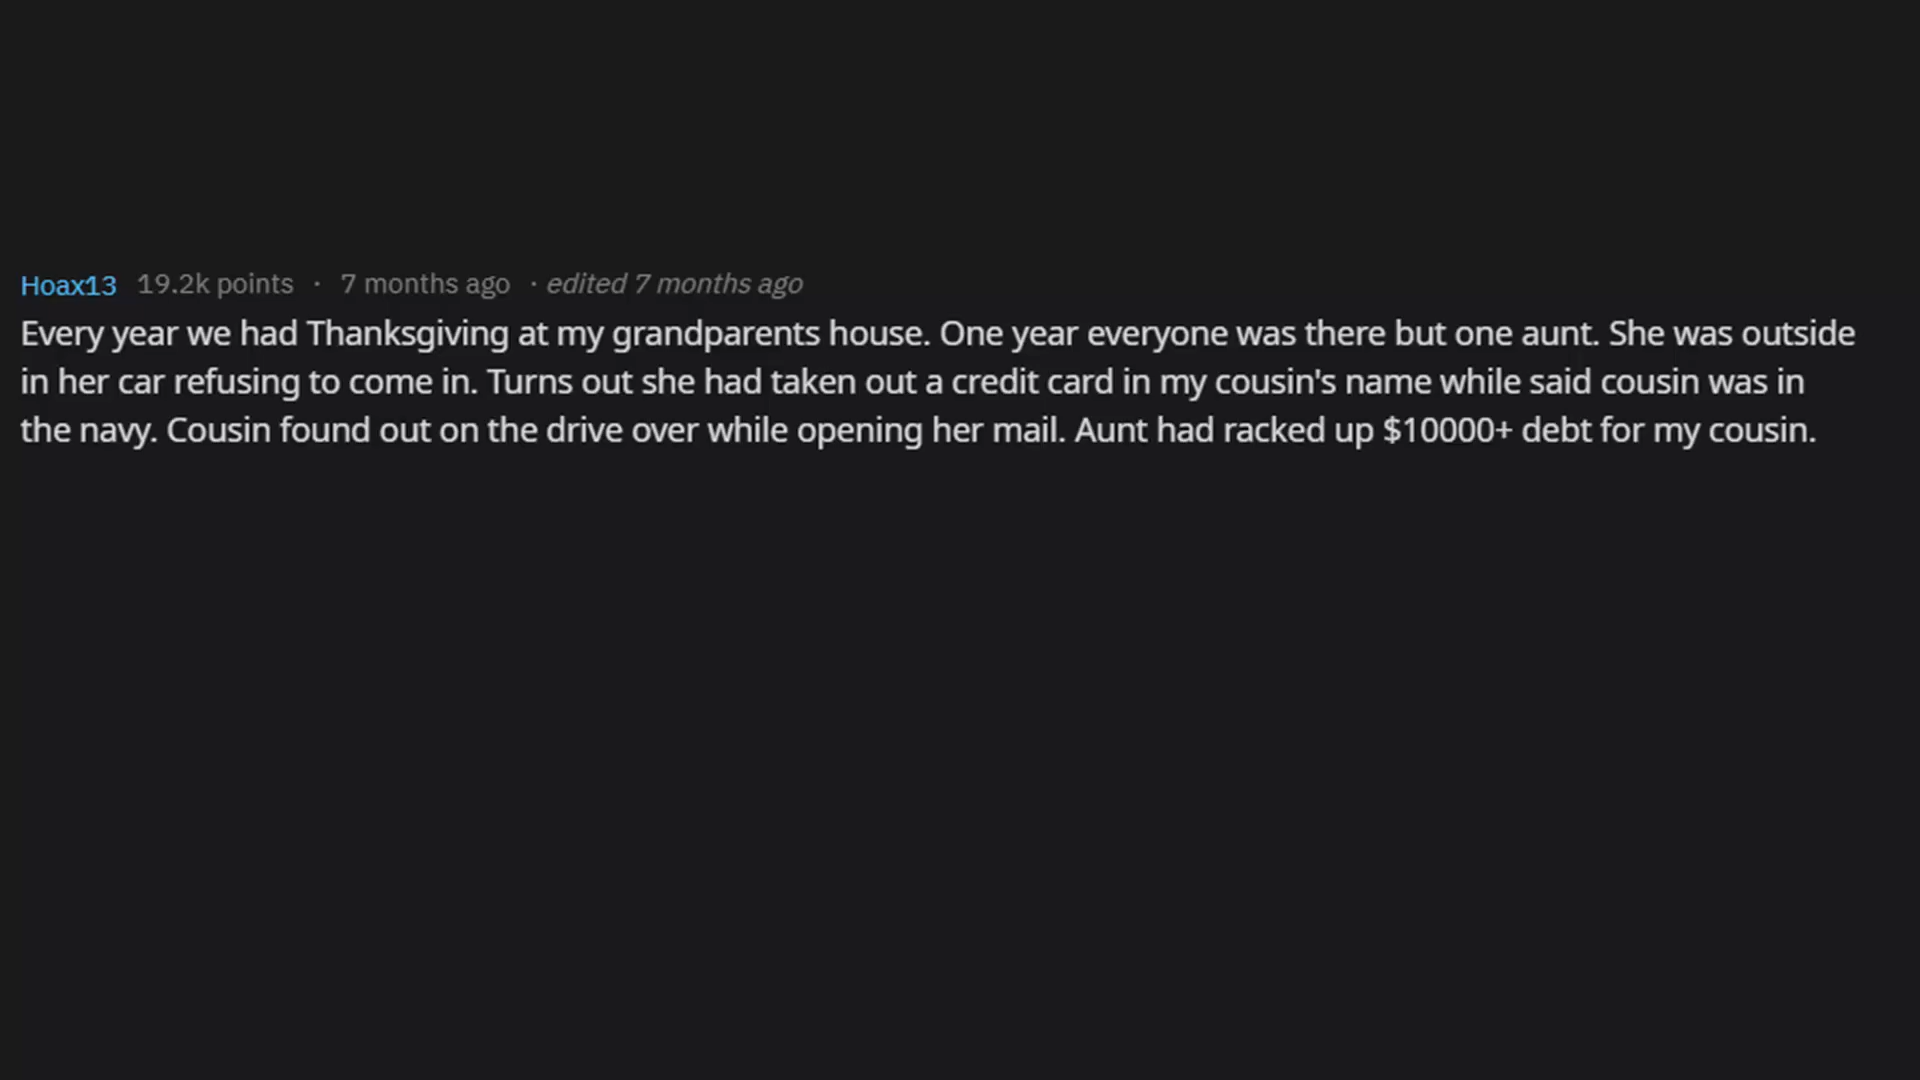 Hoax13 19.2k points · 7 months ago · edited 7 months ago
Every year we had Thanksgiving at my grandparents house. One year everyone was there but one aunt. She was outside
in her car refusing to come in. Turns out she had taken out a credit card in my cousin's name while said cousin was in
the navy. Cousin found out on the drive over while opening her mail. Aunt had racked up $10000+ debt for my cousin.